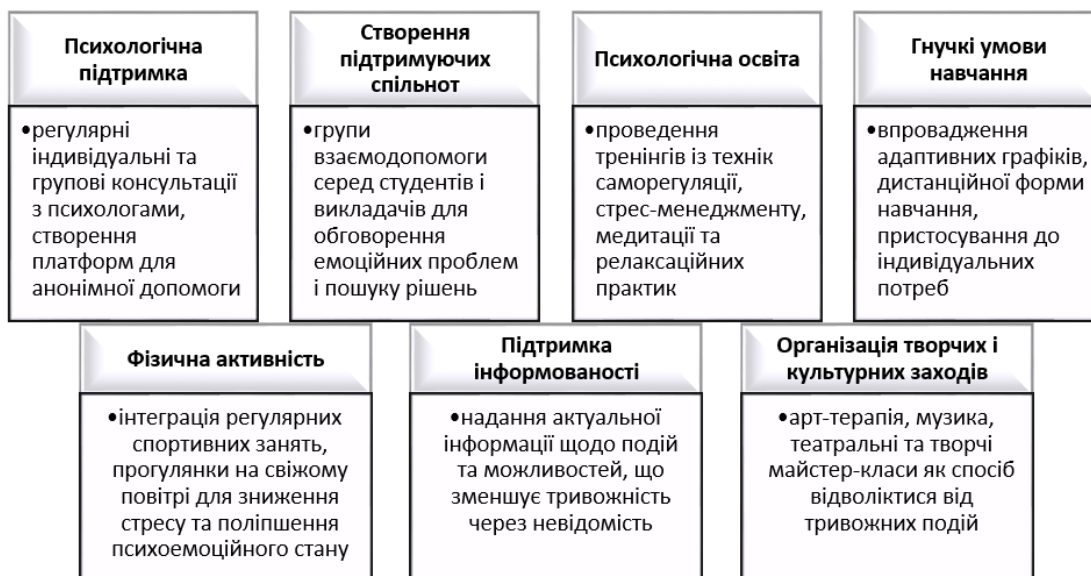 Психологічна
підтримка
•регулярні
індивідуальні та
групові консультації
з психологами,
створення
платформ для
анонімної допомоги
Створення
підтримуючих
спільнот
•групи
взаємодопомоги
серед студентів і
викладачів для
обговорення
емоційних проблем
і пошуку рішень
Психологічна освіта
•проведення
тренінгів із технік
саморегуляції,
стрес-менеджменту,
медитації та
релаксаційних
практик
Гнучкі умови
навчання
•впровадження
адаптивних графіків,
дистанційної форми
навчання,
пристосування до
індивідуальних
потреб
Фізична активність
•інтеграція регулярних
спортивних занять,
прогулянки на свіжому
повітрі для зниження
стресу та поліпшення
психоемоційного стану
Підтримка
інформованості
•надання актуальної
інформації щодо подій
та можливостей, що
зменшує тривожність
через невідомість
Організація творчих і
культурних заходів
•арт-терапія, музика,
театральні та творчі
майстер-класи як спосіб
відволіктися від
тривожних подій